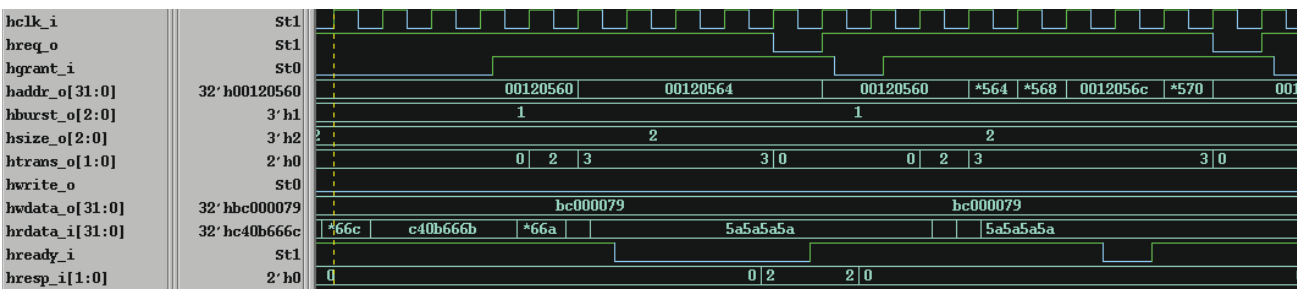 hclk_i St1
hreq_o St1
hgrant_i St0
haddr_o[31:0] 32'h00120560 00120560 00120564 00120560 *564 *568 0012056c *570 001
hburst_o[2:0] 3'h1 1 1
hsize_o[2:0] 3'h2 2 2 2
htrans_o[1:0] 2'h0 0 2 3 3 0 0 2 3 3 0
hwrite_o St0
hwdata_o[31:0] 32'hbc000079 bc000079 bc000079
hrdata_i[31:0] 32'hc40b666c *66c c40b666b *66a 5a5a5a5a 5a5a5a5a
hready_i St1
hresp_i[1:0] 2'h0 0 0 2 2 0